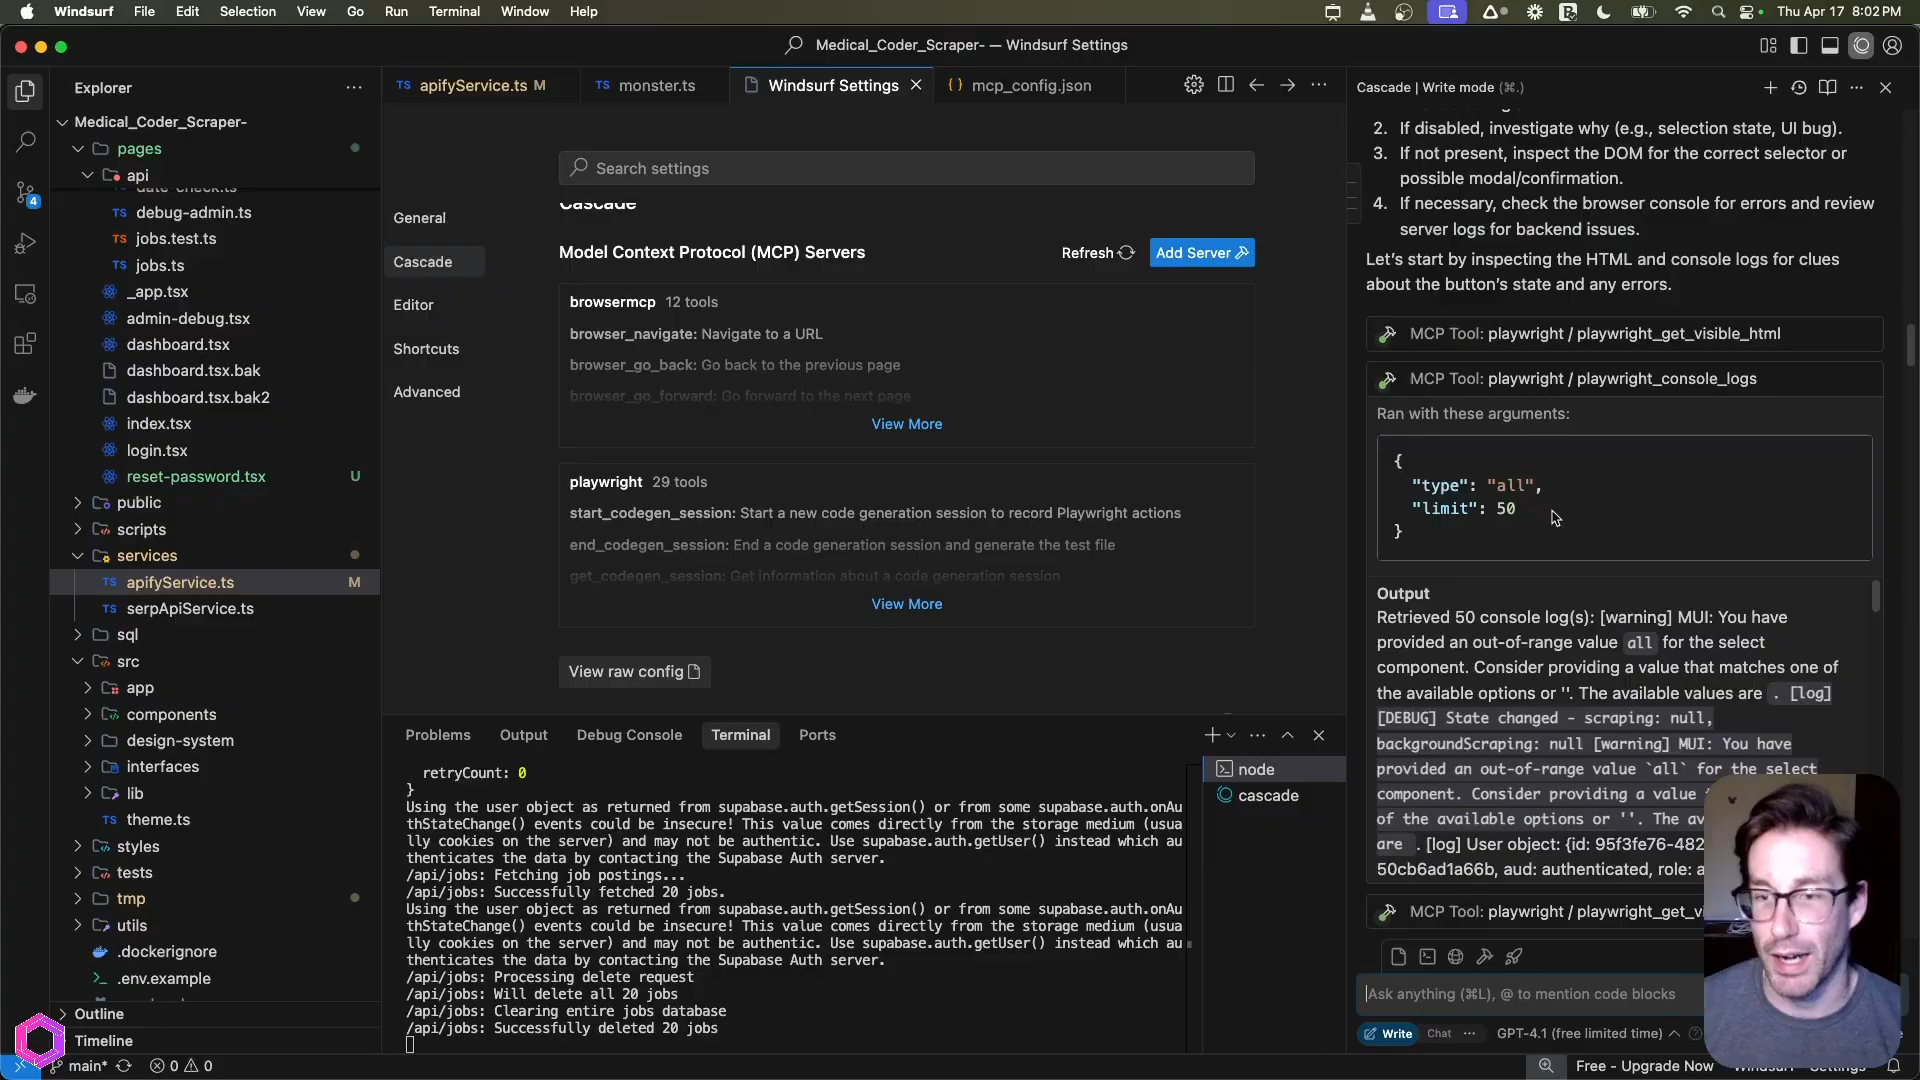 Windsurf File Edit Selection View Go Run Terminal Window Help
Thu Apr 17 8:02 PM
Medical_Coder_Scraper- — Windsurf Settings
Explorer
Medical_Coder_Scraper-
pages
api
date-check.ts
TS debug-admin.ts
TS jobs.test.ts
TS jobs.ts
_app.tsx
admin-debug.tsx
dashboard.tsx
dashboard.tsx.bak
dashboard.tsx.bak2
index.tsx
login.tsx
reset-password.tsx U
public
scripts
services
TS apifyService.ts M
TS serpApiService.ts
sql
src
app
components
design-system
interfaces
lib
TS theme.ts
styles
tests
tmp
utils
.dockerignore
.env.example
Outline
Timeline
4
TS apifyService.ts M
TS monster.ts
Windsurf Settings
{} mcp_config.json
Search settings
General
Cascade
Editor
Shortcuts
Advanced
Cascade
Model Context Protocol (MCP) Servers
Refresh
Add Server
browsermcp 12 tools
browser_navigate: Navigate to a URL
browser_go_back: Go back to the previous page
browser_go_forward: Go forward to the next page
View More
playwright 29 tools
start_codegen_session: Start a new code generation session to record Playwright actions
end_codegen_session: End a code generation session and generate the test file
get_codegen_session: Get information about a code generation session
View More
View raw config
Problems Output Debug Console Terminal Ports
retryCount: 0
}
Using the user object as returned from supabase.auth.getSession() or from some supabase.auth.onAu
thStateChange() events could be insecure! This value comes directly from the storage medium (usua
lly cookies on the server) and may not be authentic. Use supabase.auth.getUser() instead which au
thenticates the data by contacting the Supabase Auth server.
/api/jobs: Fetching job postings...
/api/jobs: Successfully fetched 20 jobs.
Using the user object as returned from supabase.auth.getSession() or from some supabase.auth.onAu
thStateChange() events could be insecure! This value comes directly from the storage medium (usua
lly cookies on the server) and may not be authentic. Use supabase.auth.getUser() instead which au
thenticates the data by contacting the Supabase Auth server.
/api/jobs: Processing delete request
/api/jobs: Will delete all 20 jobs
/api/jobs: Clearing entire jobs database
/api/jobs: Successfully deleted 20 jobs
node
cascade
Cascade | Write mode (⌘.)
2. If disabled, investigate why (e.g., selection state, UI bug).
3. If not present, inspect the DOM for the correct selector or
possible modal/confirmation.
4. If necessary, check the browser console for errors and review
server logs for backend issues.
Let's start by inspecting the HTML and console logs for clues
about the button's state and any errors.
MCP Tool: playwright / playwright_get_visible_html
MCP Tool: playwright / playwright_console_logs
Ran with these arguments:
{
"type": "all",
"limit": 50
}
Output
Retrieved 50 console log(s): [warning] MUI: You have
provided an out-of-range value all for the select
component. Consider providing a value that matches one of
the available options or ''. The available values are . [log]
[DEBUG] State changed - scraping: null,
backgroundScraping: null [warning] MUI: You have
provided an out-of-range value `all` for the select
component. Consider providing a value
of the available options or ''. The
are . [log] User object: {id: 95f3fe76-482
50cb6ad1a66b, aud: authenticated, role:
MCP Tool: playwright /
Ask anything (⌘L), @ to mention code blocks
Write Chat GPT-4.1 (free limited time)
main* 0 0
Free - Upgrade Now Windsurf Settings